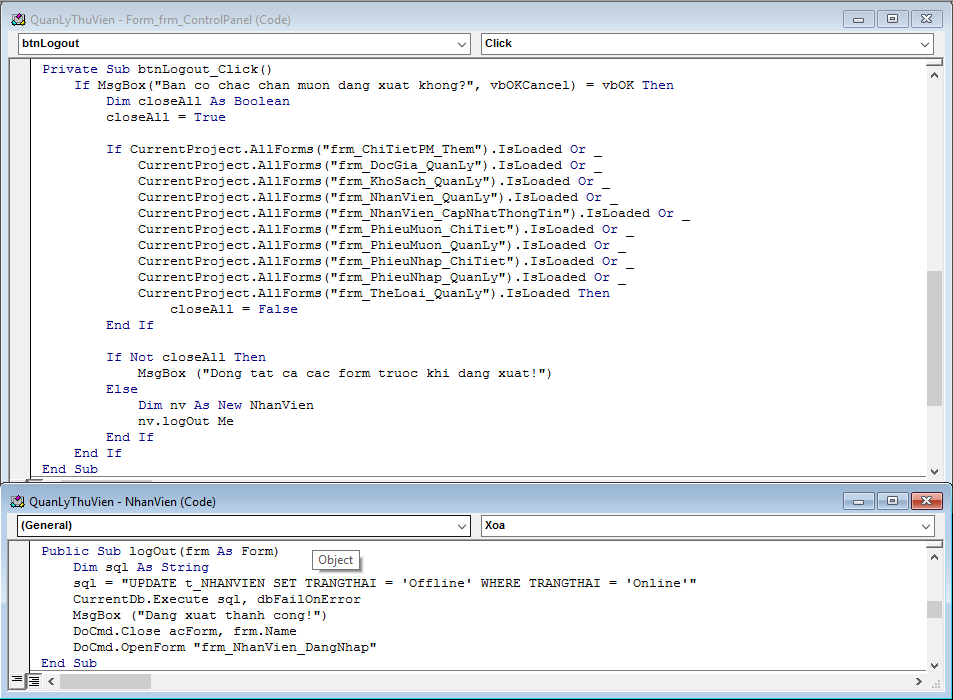 QuanLyThuVien - Form_frm_ControlPanel (Code)
btnLogout Click
Private Sub btnLogout_Click()
If MsgBox("Ban co chac chan muon dang xuat khong?", vbOKCancel) = vbOK Then
Dim closeAll As Boolean
closeAll = True
If CurrentProject.AllForms("frm_ChiTietPM_Them").IsLoaded Or _
CurrentProject.AllForms("frm_DocGia_QuanLy").IsLoaded Or _
CurrentProject.AllForms("frm_KhoSach_QuanLy").IsLoaded Or _
CurrentProject.AllForms("frm_NhanVien_QuanLy").IsLoaded Or _
CurrentProject.AllForms("frm_NhanVien_CapNhatThongTin").IsLoaded Or _
CurrentProject.AllForms("frm_PhieuMuon_ChiTiet").IsLoaded Or _
CurrentProject.AllForms("frm_PhieuMuon_QuanLy").IsLoaded Or _
CurrentProject.AllForms("frm_PhieuNhap_ChiTiet").IsLoaded Or _
CurrentProject.AllForms("frm_PhieuNhap_QuanLy").IsLoaded Or _
CurrentProject.AllForms("frm_TheLoai_QuanLy").IsLoaded Then
closeAll = False
End If
If Not closeAll Then
MsgBox ("Dong tat ca cac form truoc khi dang xuat!")
Else
Dim nv As New NhanVien
nv.logOut Me
End If
End If
End Sub
QuanLyThuVien - NhanVien (Code)
(General) Xoa
Public Sub logOut(frm As Form)
Object
Dim sql As String
sql = "UPDATE t_NHANVIEN SET TRANGTHAI = 'Offline' WHERE TRANGTHAI = 'Online'"
CurrentDb.Execute sql, dbFailOnError
MsgBox ("Dang xuat thanh cong!")
DoCmd.Close acForm, frm.Name
DoCmd.OpenForm "frm_NhanVien_DangNhap"
End Sub